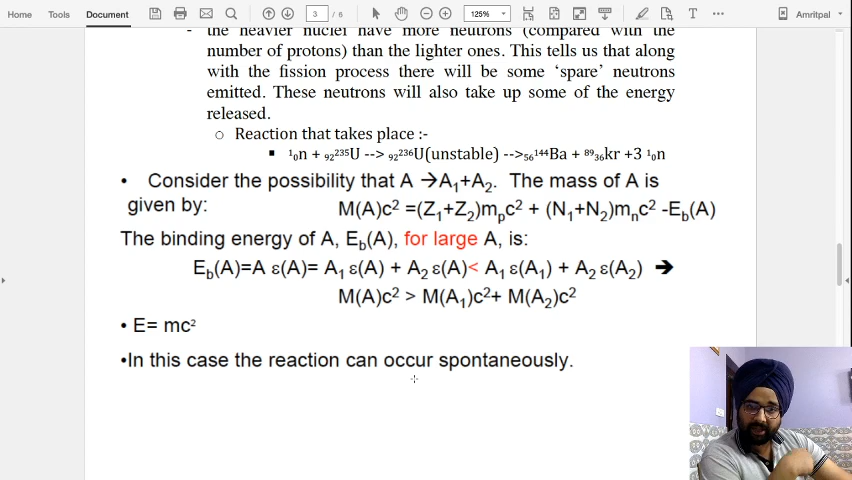 Home Tools Document 3 / 6 125% Amritpal
- the heavier nuclei have more neutrons (compared with the
number of protons) than the lighter ones. This tells us that along
with the fission process there will be some ‘spare’ neutrons
emitted. These neutrons will also take up some of the energy
released.
o Reaction that takes place :-
▪ ¹₀n + ₉₂²³⁵U --> ₉₂²³⁶U(unstable) -->₅₆¹⁴⁴Ba + ⁸⁹₃₆kr +3 ¹₀n
• Consider the possibility that A →A₁+A₂. The mass of A is
given by: M(A)c² =(Z₁+Z₂)mₚc² + (N₁+N₂)mₙc² -E_b(A)
The binding energy of A, E_b(A), for large A, is:
E_b(A)=A ε(A)= A₁ ε(A) + A₂ ε(A)< A₁ ε(A₁) + A₂ ε(A₂) ➔
M(A)c² > M(A₁)c²+ M(A₂)c²
• E= mc²
•In this case the reaction can occur spontaneously.